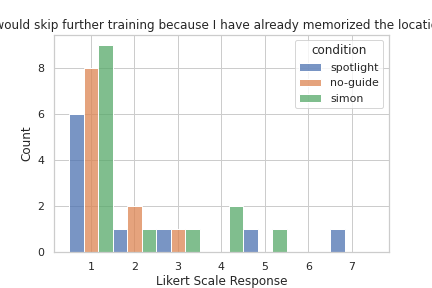 would skip further training because I have already memorized the locati
condition
spotlight
no-guide
simon
8
6
4
2
0
Count
1 2 3 4 5 6 7
Likert Scale Response